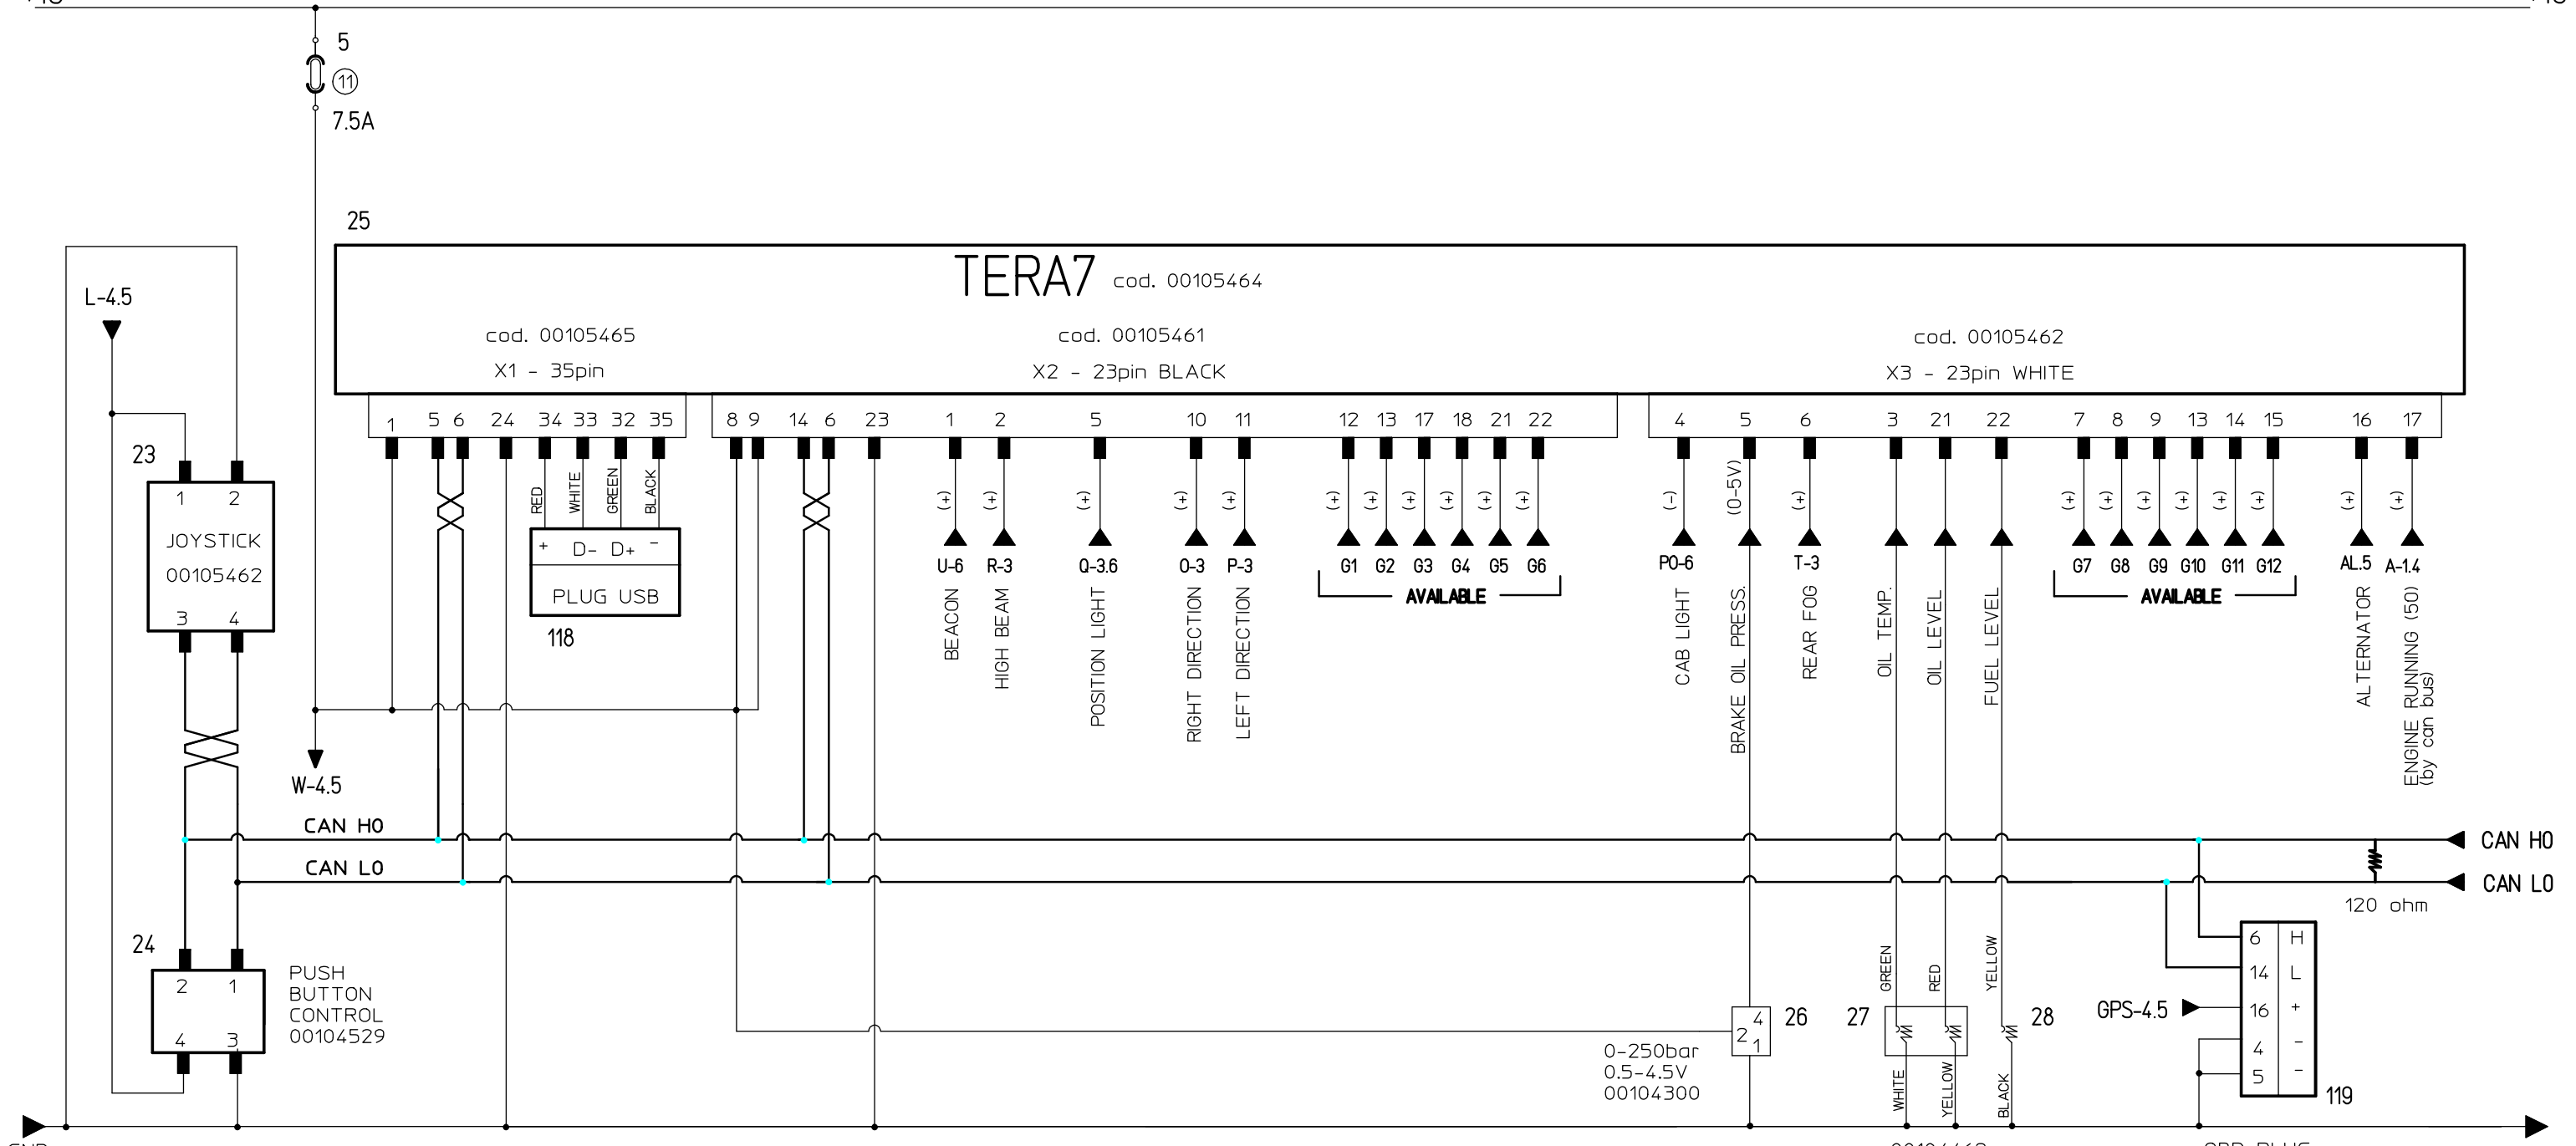 5
11
7.5A
25
TERA7 cod. 00105464
L-4.5
cod. 00105465
cod. 00105461
cod. 00105462
X1 - 35pin
X2 - 23pin BLACK
X3 - 23pin WHITE
1 5 6 24 34 33 32 35
8 9 14 6 23 1 2 5 10 11 12 13 17 18 21 22
4 5 6 3 21 22 7 8 9 13 14 15 16 17
23
1 2
JOYSTICK
00105462
3 4
RED
WHITE
GREEN
BLACK
+ D- D+ -
PLUG USB
118
(+) (+) (+) (+) (+) (+) (+) (+) (+) (+) (+)
(-) (0-5V) (+) (+) (+) (+) (+) (+) (+) (+) (+)
U-6 R-3 Q-3.6 O-3 P-3 G1 G2 G3 G4 G5 G6
PO-6 T-3 G7 G8 G9 G10 G11 G12 AL.5 A-1.4
AVAILABLE
AVAILABLE
BEACON
HIGH BEAM
POSITION LIGHT
RIGHT DIRECTION
LEFT DIRECTION
CAB LIGHT
BRAKE OIL PRESS.
REAR FOG
OIL TEMP.
OIL LEVEL
FUEL LEVEL
ALTERNATOR
ENGINE RUNNING (50)
(by can bus)
W-4.5
CAN H0
CAN H0
CAN L0
CAN L0
120 ohm
24
2 1
4 3
PUSH
BUTTON
CONTROL
00104529
GREEN
RED
YELLOW
6 H
14 L
GPS-4.5
16 +
4 -
5 -
119
4
2
1
26
27
28
0-250bar
0.5-4.5V
00104300
WHITE
YELLOW
BLACK